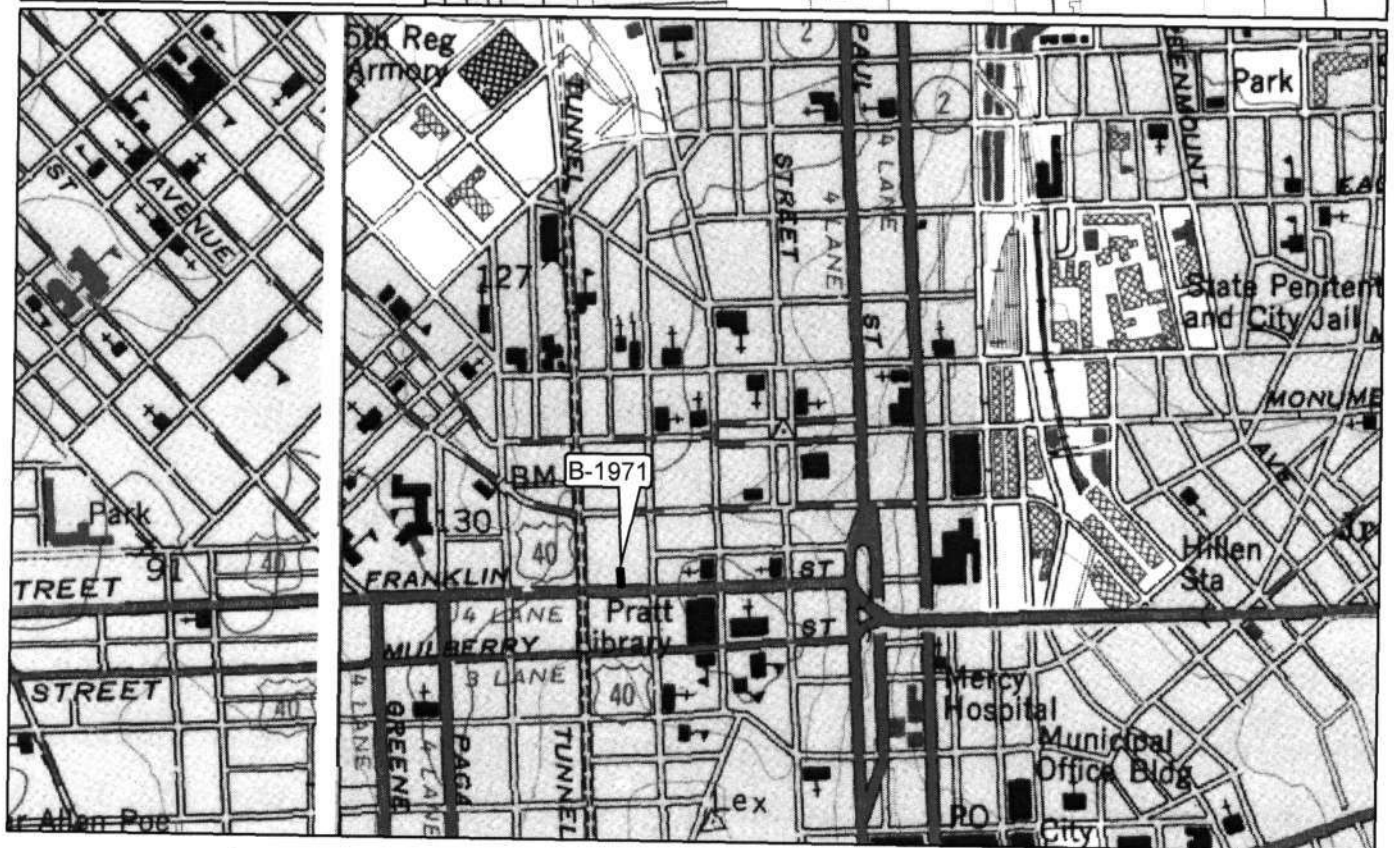 5th Reg
Armory
TUNNEL
2
PAUL
4 LANE
2
ENMOUNT
Park
ST
AVENUE
STREET
4 LANE
127
ST
State Peniten
and City Jail
MONUME
AVE
BM
B-1971
Park
130
40
91
40
FRANKLIN
ST
Hillen
Sta
TREET
4 LANE
Pratt
Library
MULBERRY
ST
3 LANE
40
STREET
40
4 LANE
GREENE
4 LANE
PACA
TUNNEL
Mercy
Hospital
Municipal
Office Bldg
ex
PO
City
r Allen Poe